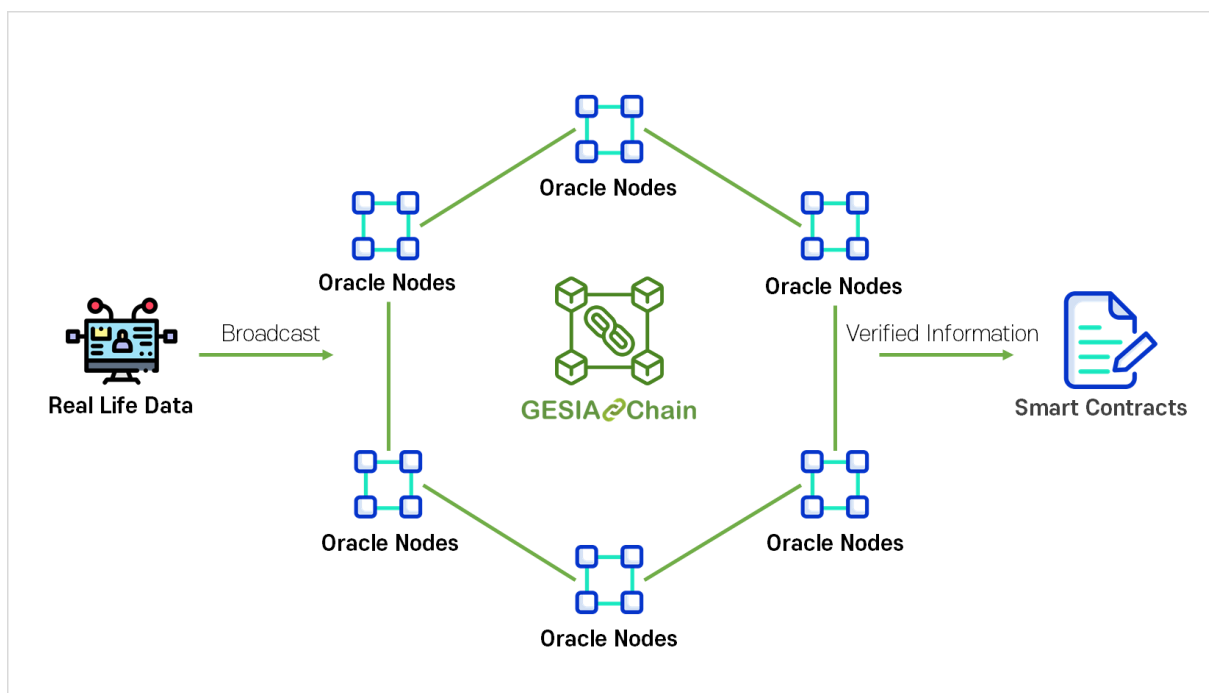 Oracle Nodes
Oracle Nodes
Oracle Nodes
Broadcast
Verified Information
Real Life Data
GESIA Chain
Smart Contracts
Oracle Nodes
Oracle Nodes
Oracle Nodes